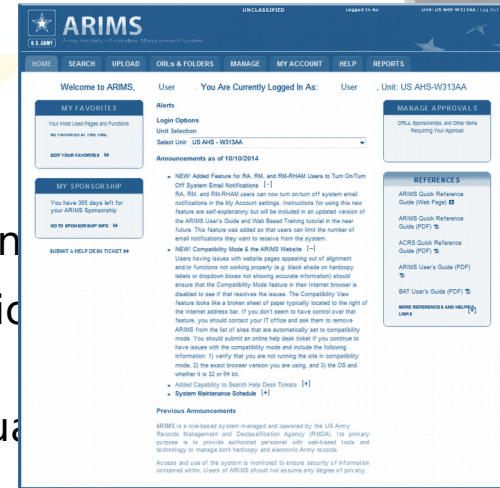 UNCLASSIFIED
Logged In As:
Unit: US AHS-W313AA | Log Out
U.S. ARMY
ARIMS
Army Records Information Management System
HOME SEARCH UPLOAD ORLs & FOLDERS MANAGE MY ACCOUNT HELP REPORTS
Welcome to ARIMS, User . You Are Currently Logged In As: User , Unit: US AHS-W313AA
MY FAVORITES
Your Most Used Pages and Functions
NO FAVORITES AT THIS TIME.
EDIT YOUR FAVORITES
MY SPONSORSHIP
You have 365 days left for
your ARIMS Sponsorship
GO TO SPONSORSHIP INFO
SUBMIT A HELP DESK TICKET
Alerts
Login Options
Unit Selection
Select Unit: US AHS - W313AA
Announcements as of 10/10/2014
NEW! Added Feature for RA, RM, and RM-RHAM Users to Turn On/Turn
Off System Email Notifications [−]
RA, RM, and RM-RHAM users can now turn on/turn off system email
notifications in the My Account settings. Instructions for using this new
feature are self-explanatory but will be included in an updated version of
the ARIMS User's Guide and Web Based Training tutorial in the near
future. This feature was added so that users can limit the number of
email notifications they want to receive from the system.
NEW! Compatibility Mode & the ARIMS Website [−]
Users having issues with website pages appearing out of alignment
and/or functions not working properly (e.g. black shade on hardcopy
labels or dropdown boxes not showing accurate information) should
ensure that the Compatibility Mode feature in their Internet browser is
disabled to see if that resolves the issues. The Compatibility View
feature looks like a broken sheet of paper typically located to the right of
the Internet address bar. If you don't seem to have control over that
feature, you should contact your IT office and ask them to remove
ARIMS from the list of sites that are automatically set to compatibility
mode. You should submit an online help desk ticket if you continue to
have issues with the compatibility mode and include the following
information: 1) verify that you are not running the site in compatibility
mode, 2) the exact browser version you are using, and 3) the OS and
whether it is 32 or 64 bit.
Added Capability to Search Help Desk Tickets [+]
System Maintenance Schedule [+]
Previous Announcements
ARIMS is a role-based system managed and operated by the US Army
Records Management and Declassification Agency (RMDA). Its primary
purpose is to provide authorized personnel with web-based tools and
technology to manage both hardcopy and electronic Army records.
Access and use of the system is monitored to ensure security of information
contained within. Users of ARIMS should not assume any degree of privacy.
MANAGE APPROVALS
ORLs, Sponsorships, and Other Items
Requiring Your Approval
REFERENCES
ARIMS Quick Reference
Guide (Web Page)
ARIMS Quick Reference
Guide (PDF)
ACRS Quick Reference
Guide (PDF)
ARIMS User's Guide (PDF)
BAT User's Guide (PDF)
MORE REFERENCES AND HELPFUL
LINKS